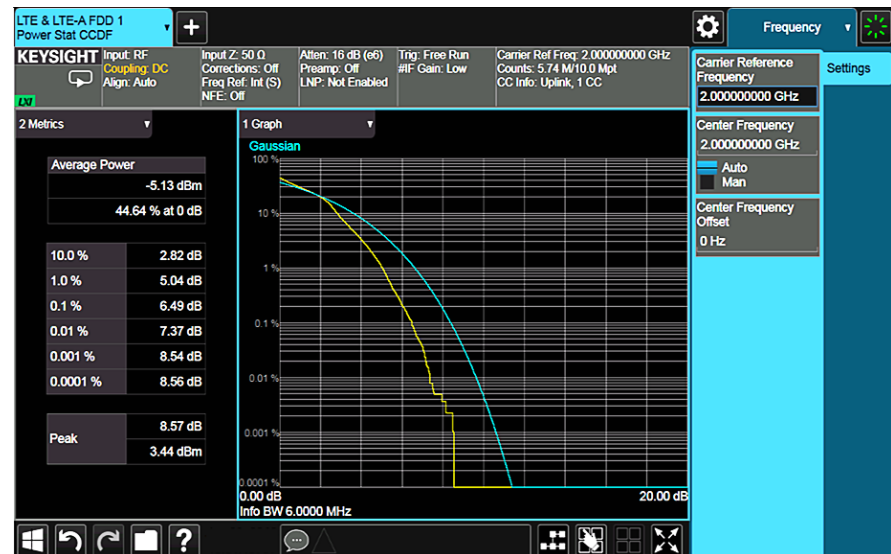 LTE & LTE-A FDD 1
Power Stat CCDF
Frequency
KEYSIGHT
LXI
Input: RF
Coupling: DC
Align: Auto
Input Z: 50 Ω
Corrections: Off
Freq Ref: Int (S)
NFE: Off
Atten: 16 dB (e6)
Preamp: Off
LNP: Not Enabled
Trig: Free Run
#IF Gain: Low
Carrier Ref Freq: 2.000000000 GHz
Counts: 5.74 M/10.0 Mpt
CC Info: Uplink, 1 CC
Carrier Reference
Frequency
2.000000000 GHz
Settings
Center Frequency
2.000000000 GHz
Auto
Man
Center Frequency
Offset
0 Hz
2 Metrics
Average Power
-5.13 dBm
44.64 % at 0 dB
10.0 % 2.82 dB
1.0 % 5.04 dB
0.1 % 6.49 dB
0.01 % 7.37 dB
0.001 % 8.54 dB
0.0001 % 8.56 dB
Peak
8.57 dB
3.44 dBm
1 Graph
Gaussian
100 %
10 %
1 %
0.1 %
0.01 %
0.001 %
0.0001 %
0.00 dB 20.00 dB
Info BW 6.0000 MHz
?